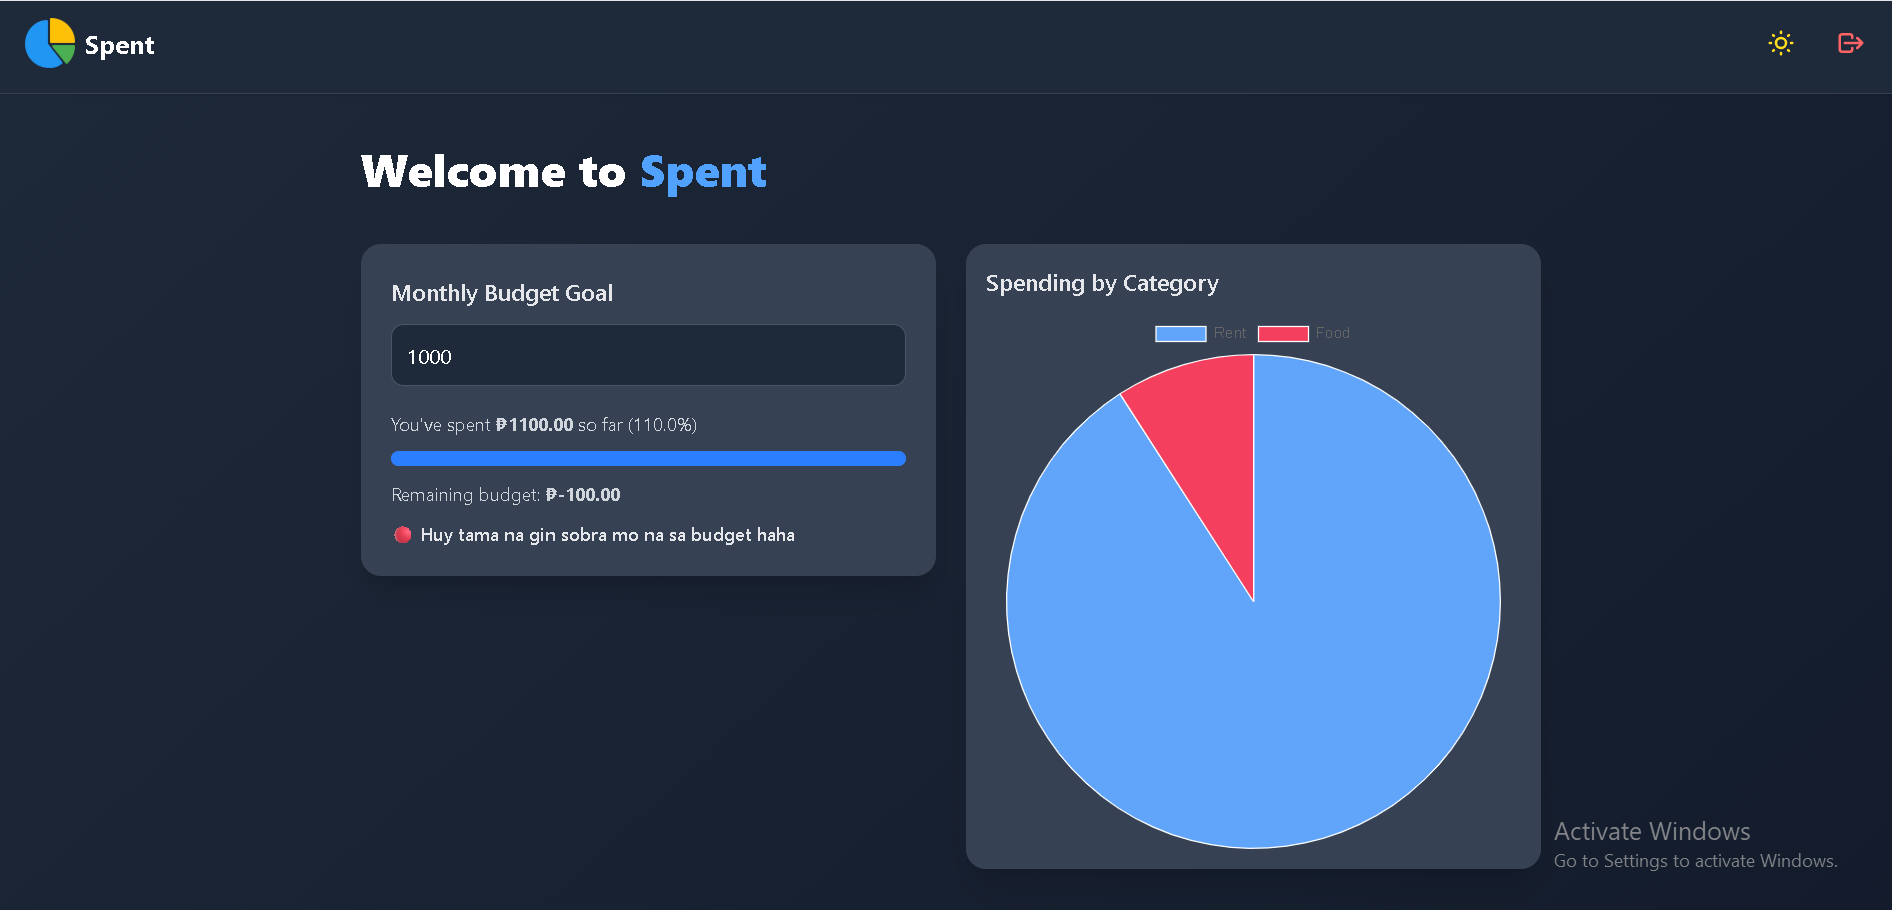 Spent
Welcome to Spent
Monthly Budget Goal
1000
You've spent ₱1100.00 so far (110.0%)
Remaining budget: ₱-100.00
Huy tama na gin sobra mo na sa budget haha
Spending by Category
Rent Food
Activate Windows
Go to Settings to activate Windows.